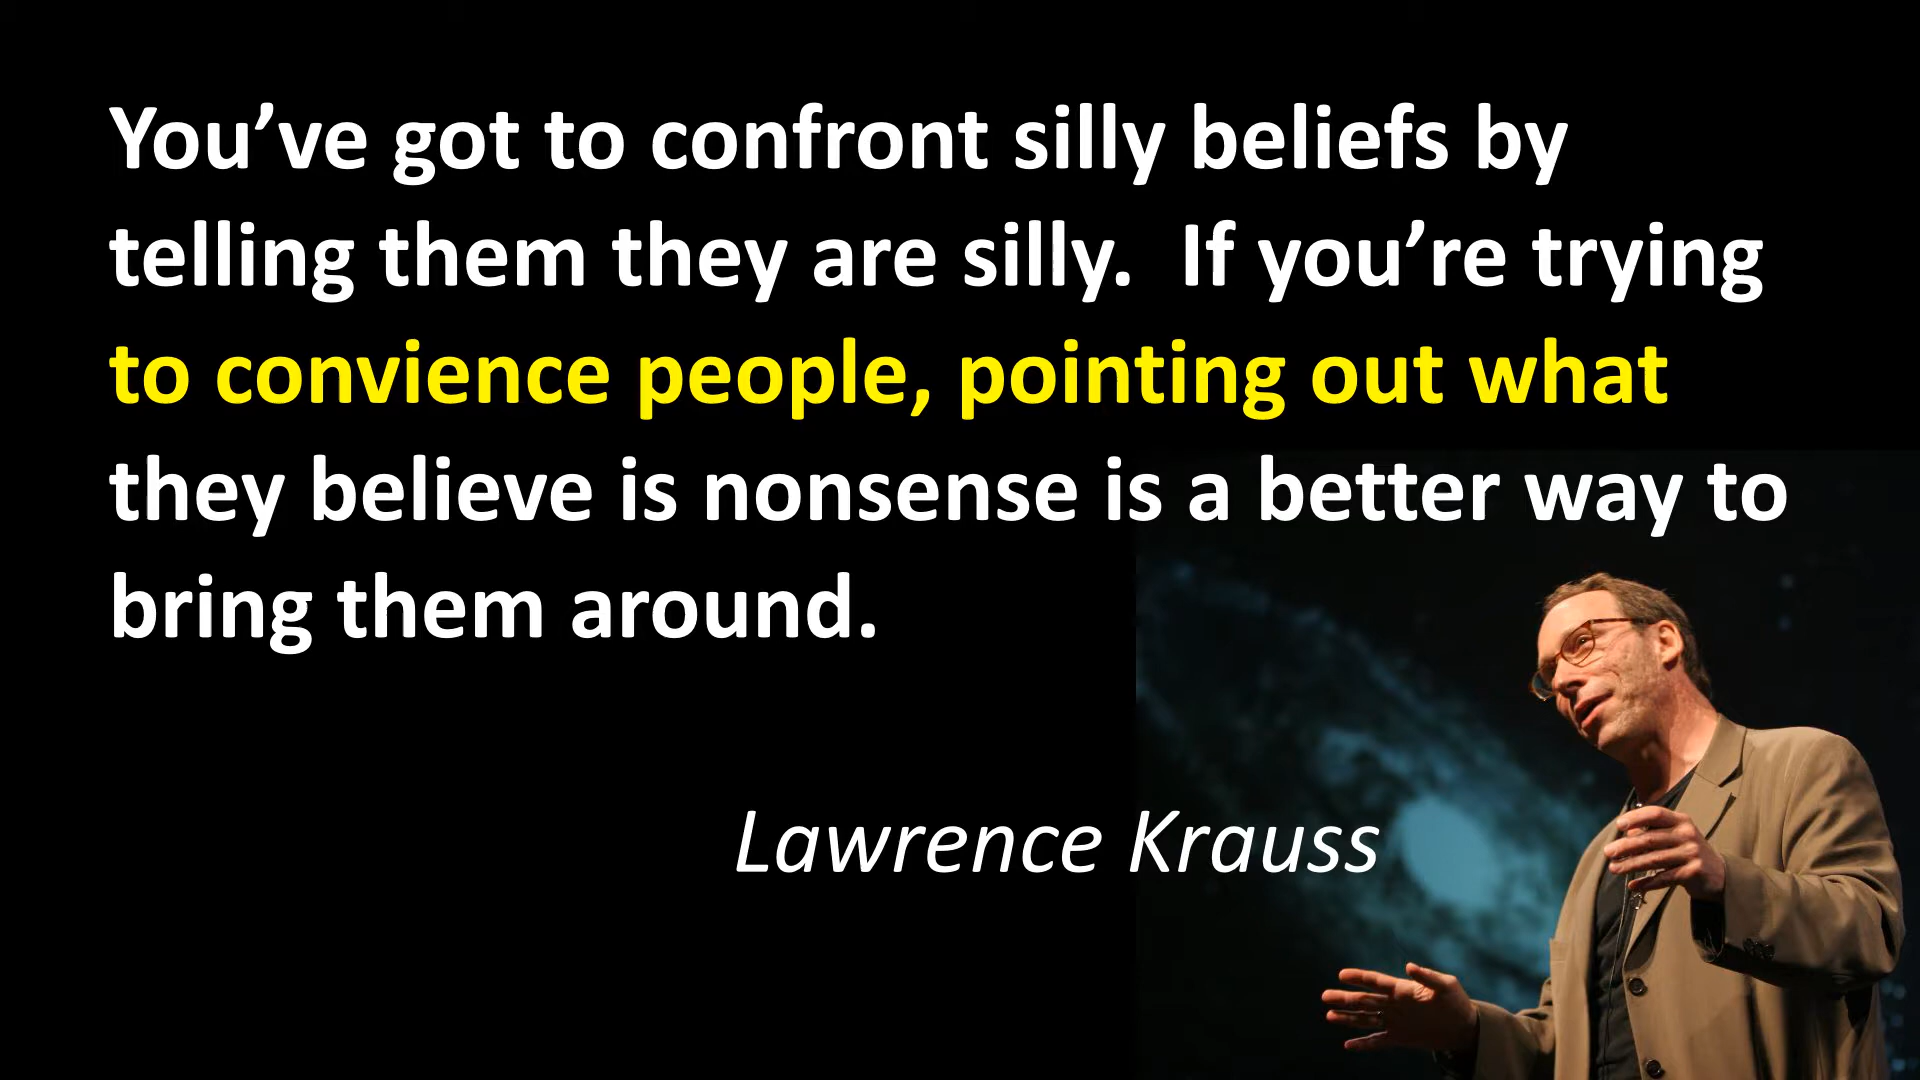 You’ve got to confront silly beliefs by
telling them they are silly.  If you’re trying
to convience people, pointing out what
they believe is nonsense is a better way to
bring them around.
Lawrence Krauss